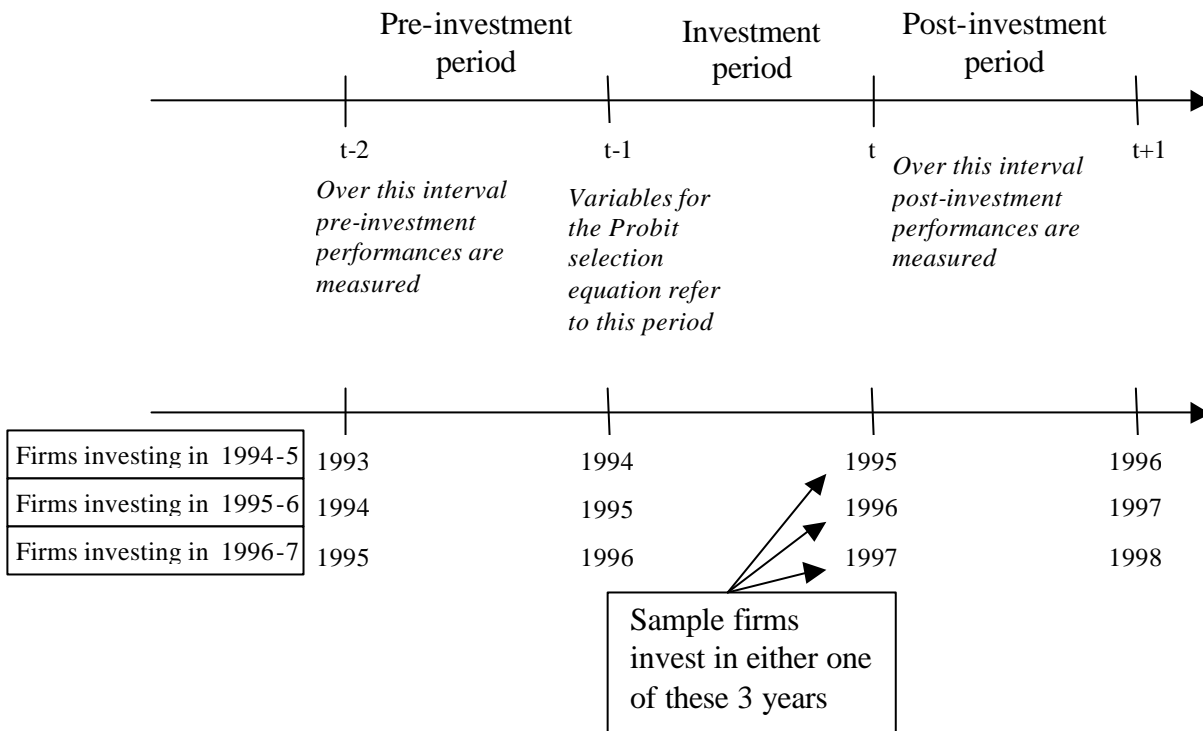 Pre-investment
period
Investment
period
Post-investment
period
t-2
t-1
t
t+1
Over this interval
pre-investment
performances are
measured
Variables for
the Probit
selection
equation refer
to this period
Over this interval
post-investment
performances are
measured
Firms investing in 1994-5 1993 1994 1995 1996
Firms investing in 1995-6 1994 1995 1996 1997
Firms investing in 1996-7 1995 1996 1997 1998
Sample firms
invest in either one
of these 3 years